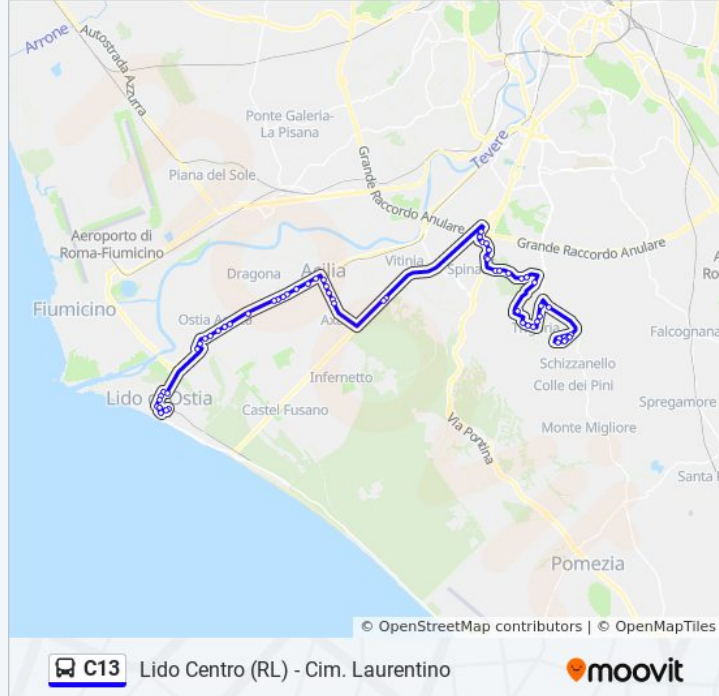 Arrone
Autostrada Azzurra
Ponte Galeria-
La Pisana
Tevere
Piana del Sole
Grande Raccordo Anulare
Aeroporto di
Roma-Fiumicino
Grande Raccordo Anulare
Vitinia
Spina
Acilia
Dragona
Fiumicino
Ostia A
Axa
Falcognana
Schizzanello
Infernetto
Colle dei Pini
Lido d Ostia
Castel Fusano
Spregamore
Via Pontina
Monte Migliore
Santa
Pomezia
© OpenStreetMap contributors | © OpenMapTiles
C13 Lido Centro (RL) - Cim. Laurentino
moovit